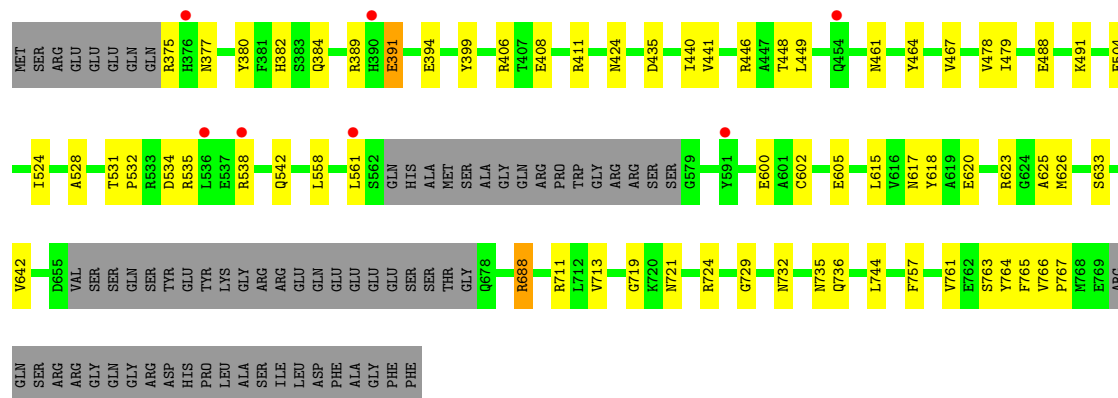 MET SER ARG GLU GLU GLU GLN GLN R375 H376 N377 Y380 F381 H382 S383 Q384 R389 H390 E391 E394 Y399 R406 T407 E408 R411 N424 D435 I440 V441 R446 A447 T448 L449 Q454 N461 Y464 V467 V478 I479 E488 K491
I524 A528 T531 P532 R533 D534 R535 L536 E537 R538 Q542 L558 L561 S562 GLN HIS ALA MET SER ALA GLY GLN ARG PRO TRP GLY ARG ARG SER SER G579 Y591 E600 A601 C602 E605 L615 V616 N617 Y618 A619 E620 R623 G624 A625 M626 S633
V642 D655 VAL SER SER GLN SER TYR GLU TYR LYS GLY ARG ARG GLU GLN GLU GLU GLU GLU SER SER THR GLY Q678 R688 R711 L712 V713 G719 K720 N721 R724 G729 N732 N735 Q736 L744 F757 V761 E762 S763 Y764 F765 V766 P767 M768 E769
GLN SER ARG ARG GLY GLN GLY ARG ASP HIS PRO LEU ALA SER ILE LEU ASP PHE ALA GLY PHE PHE